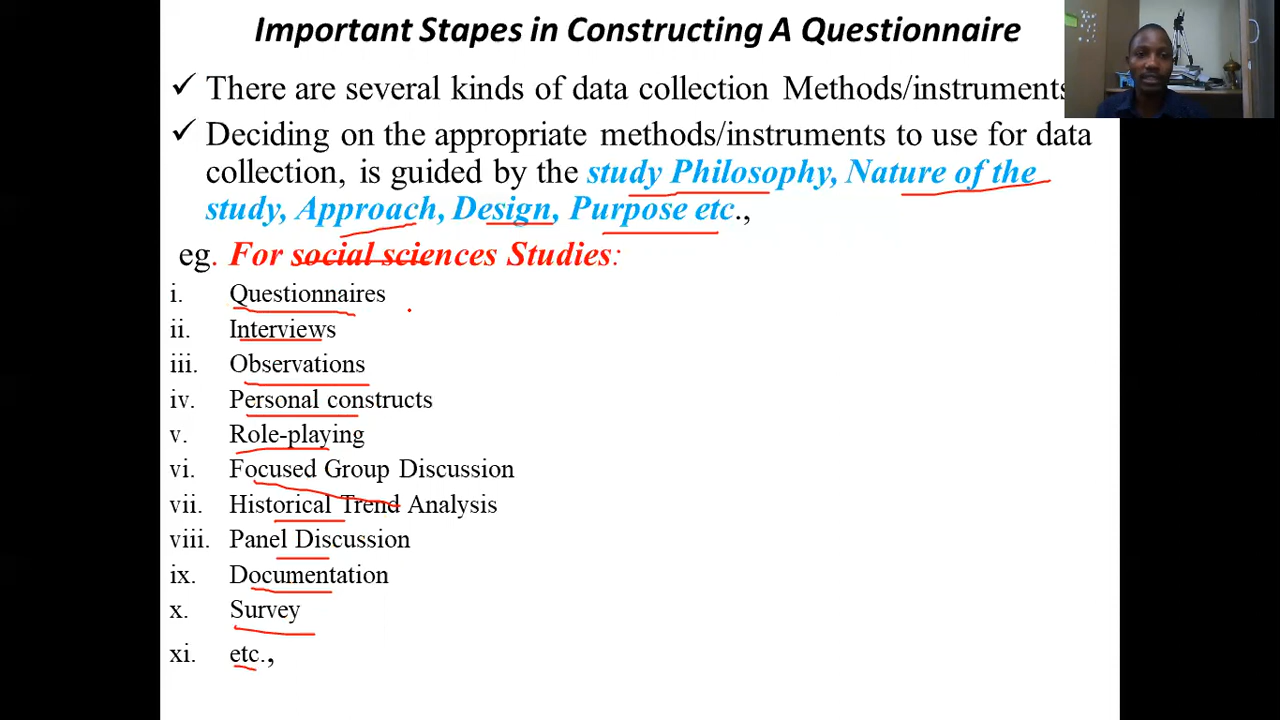 Important Stapes in Constructing A Questionnaire
✓ There are several kinds of data collection Methods/instruments
✓ Deciding on the appropriate methods/instruments to use for data
collection, is guided by the study Philosophy, Nature of the
study, Approach, Design, Purpose etc.,
eg. For social sciences Studies:
i. Questionnaires
ii. Interviews
iii. Observations
iv. Personal constructs
v. Role-playing
vi. Focused Group Discussion
vii. Historical Trend Analysis
viii. Panel Discussion
ix. Documentation
x. Survey
xi. etc.,